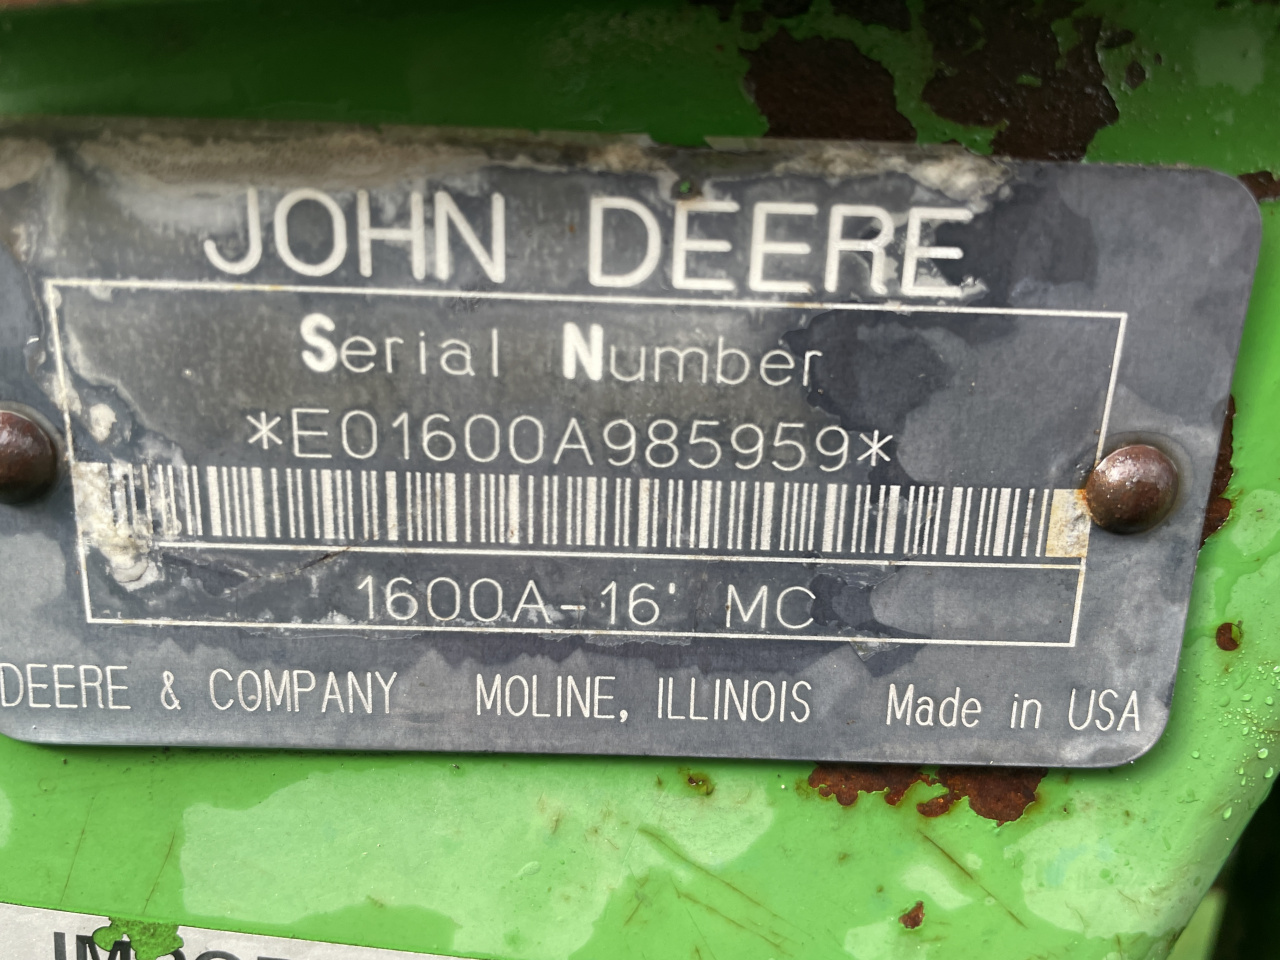 JOHN DEERE
Serial Number
*E01600A985959*
1600A-16' MC
DEERE & COMPANY MOLINE, ILLINOIS Made in USA